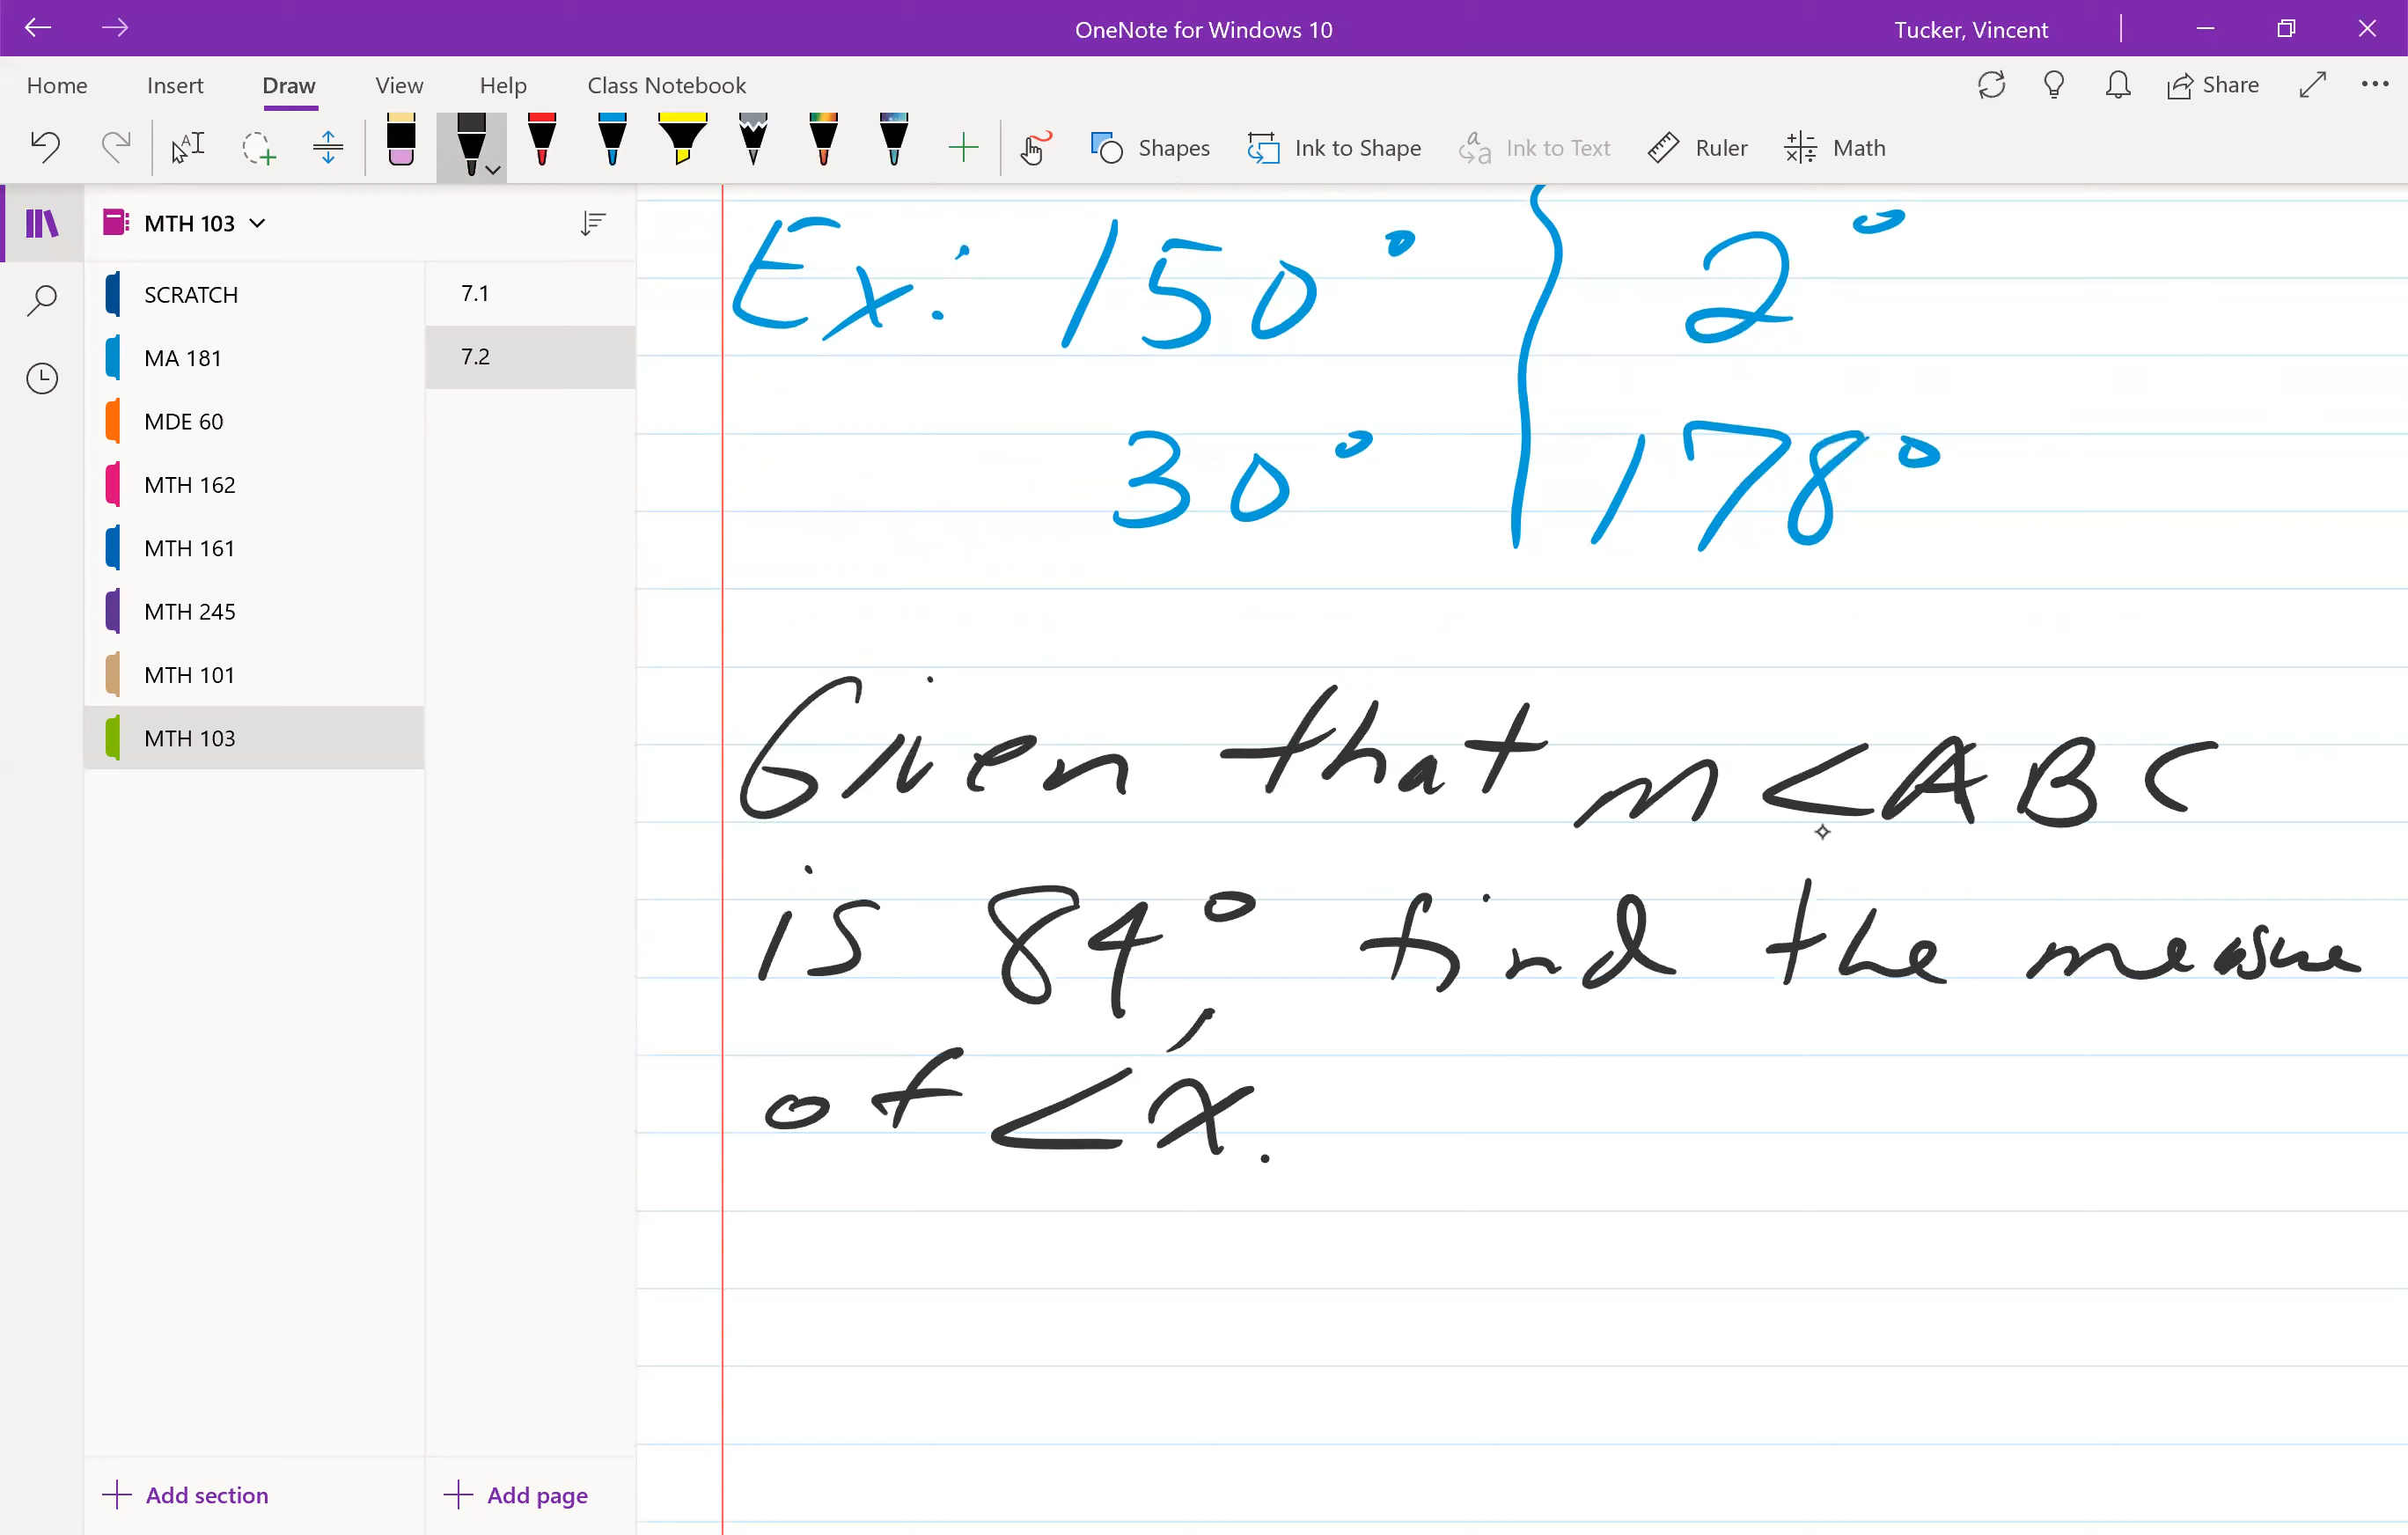 OneNote for Windows 10
Tucker, Vincent
Home Insert Draw View Help Class Notebook
Share
Shapes Ink to Shape Ink to Text Ruler Math
MTH 103
SCRATCH
MA 181
MDE 60
MTH 162
MTH 161
MTH 245
MTH 101
MTH 103
Add section
7.1
7.2
Add page
Ex: 150° 2°
30° 178°
Given that m<ABC
is 84°, find the measure
of <x.